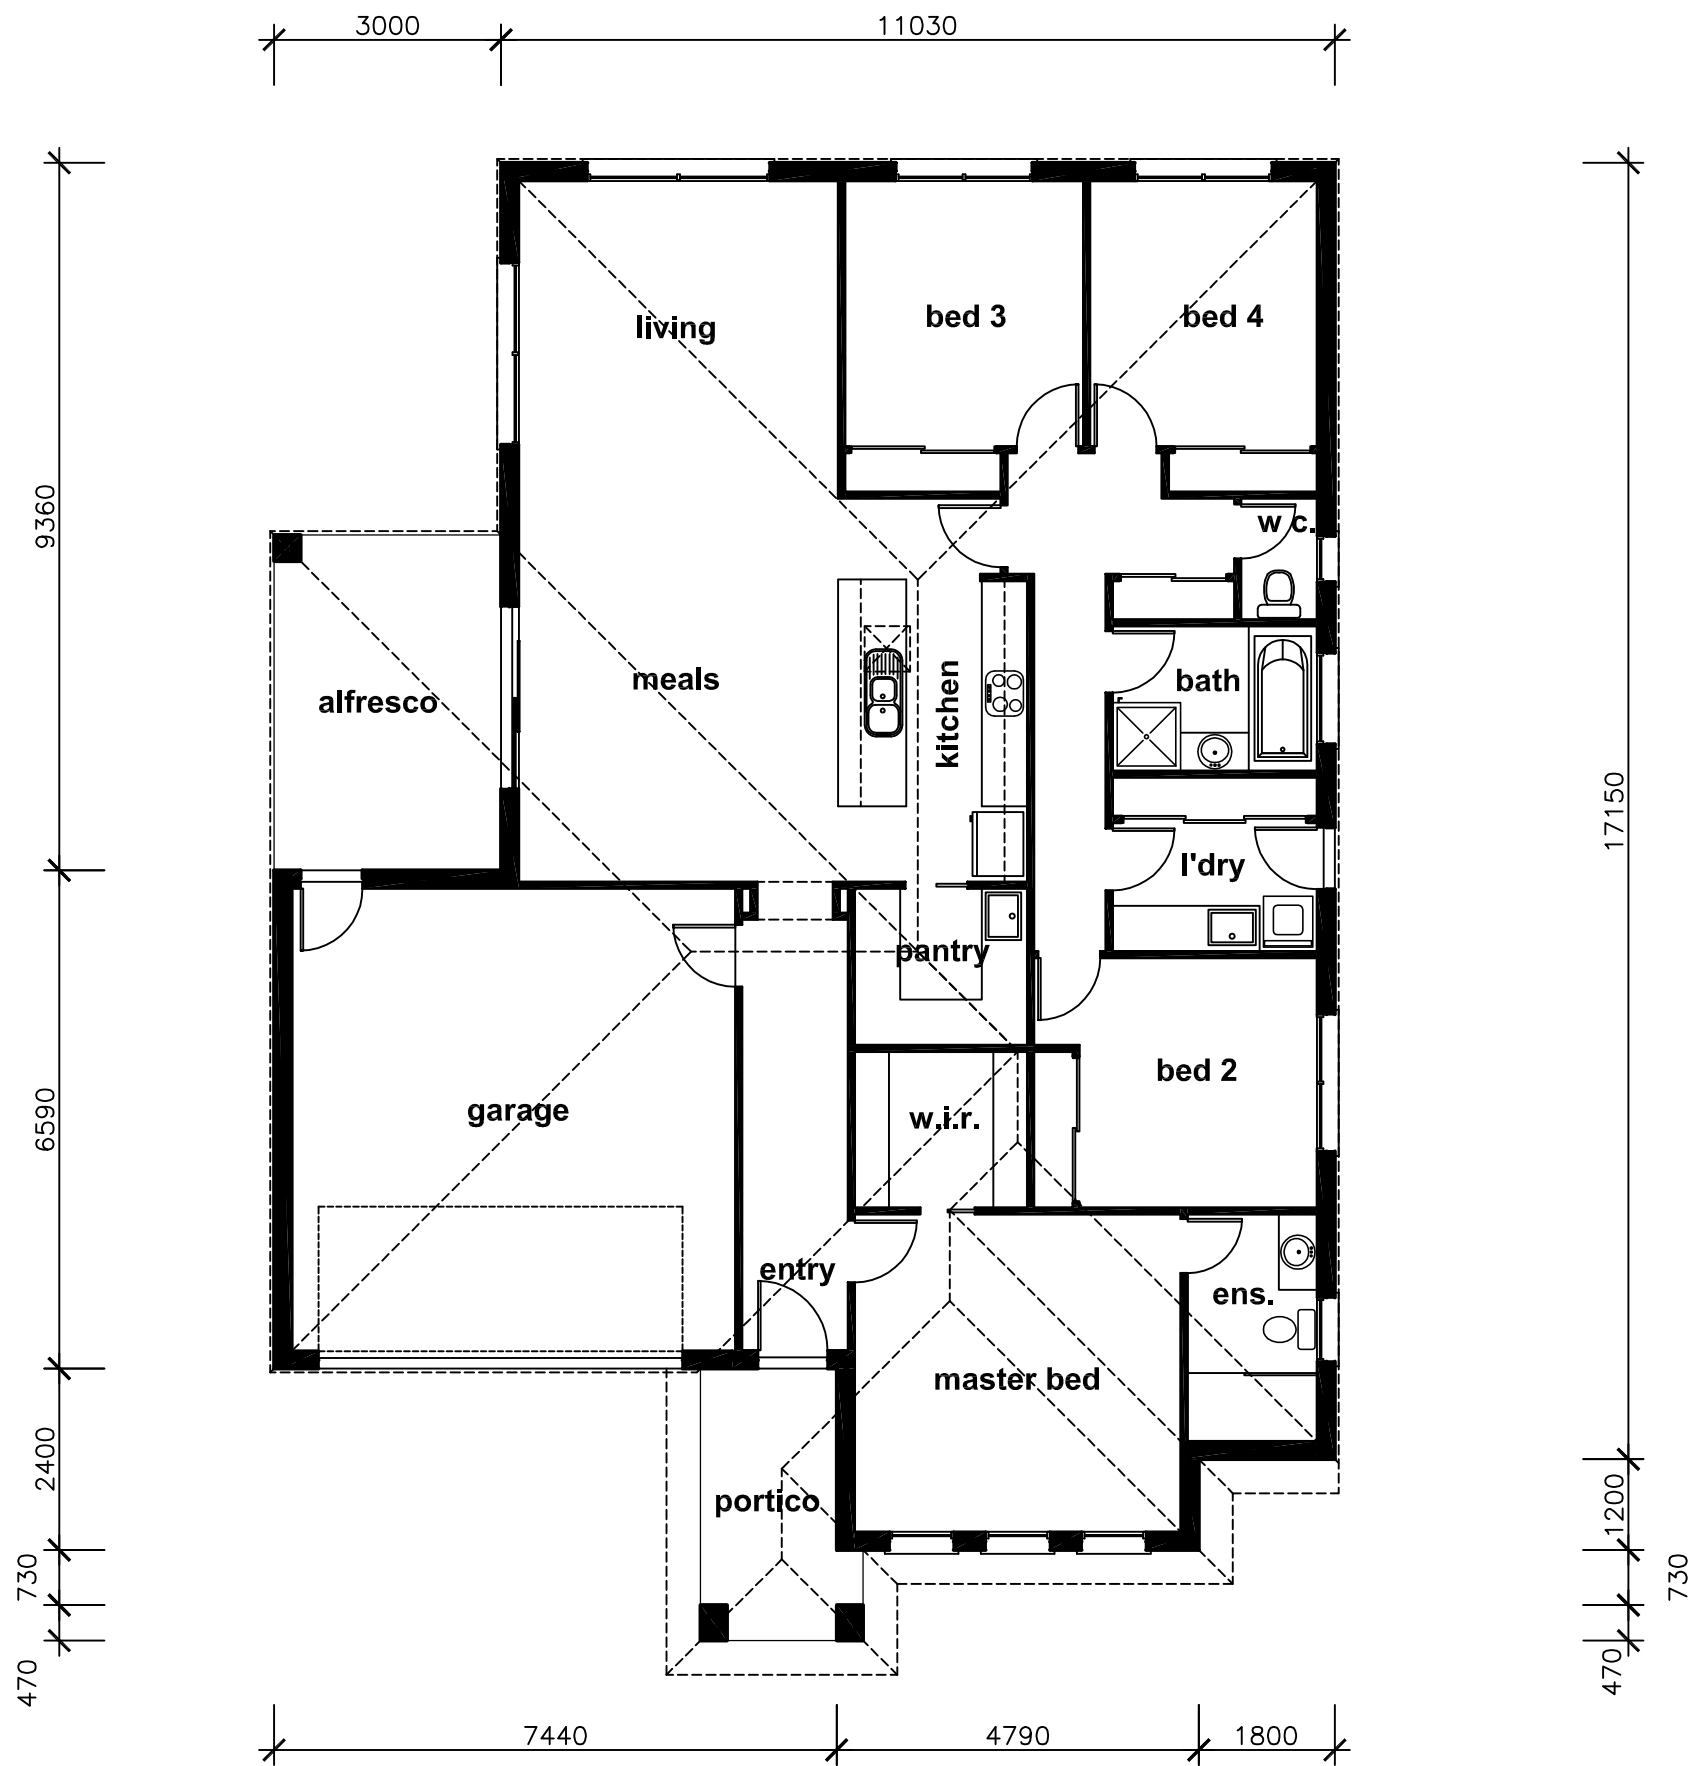 3000
11030
living
bed 3
bed 4
9360
w c.
meals
alfresco
kitchen
bath
17150
l'dry
pantry
bed 2
6590
garage
w.i.r.
entry
ens.
master bed
2400
portico
1200
730
730
470
470
7440
4790
1800